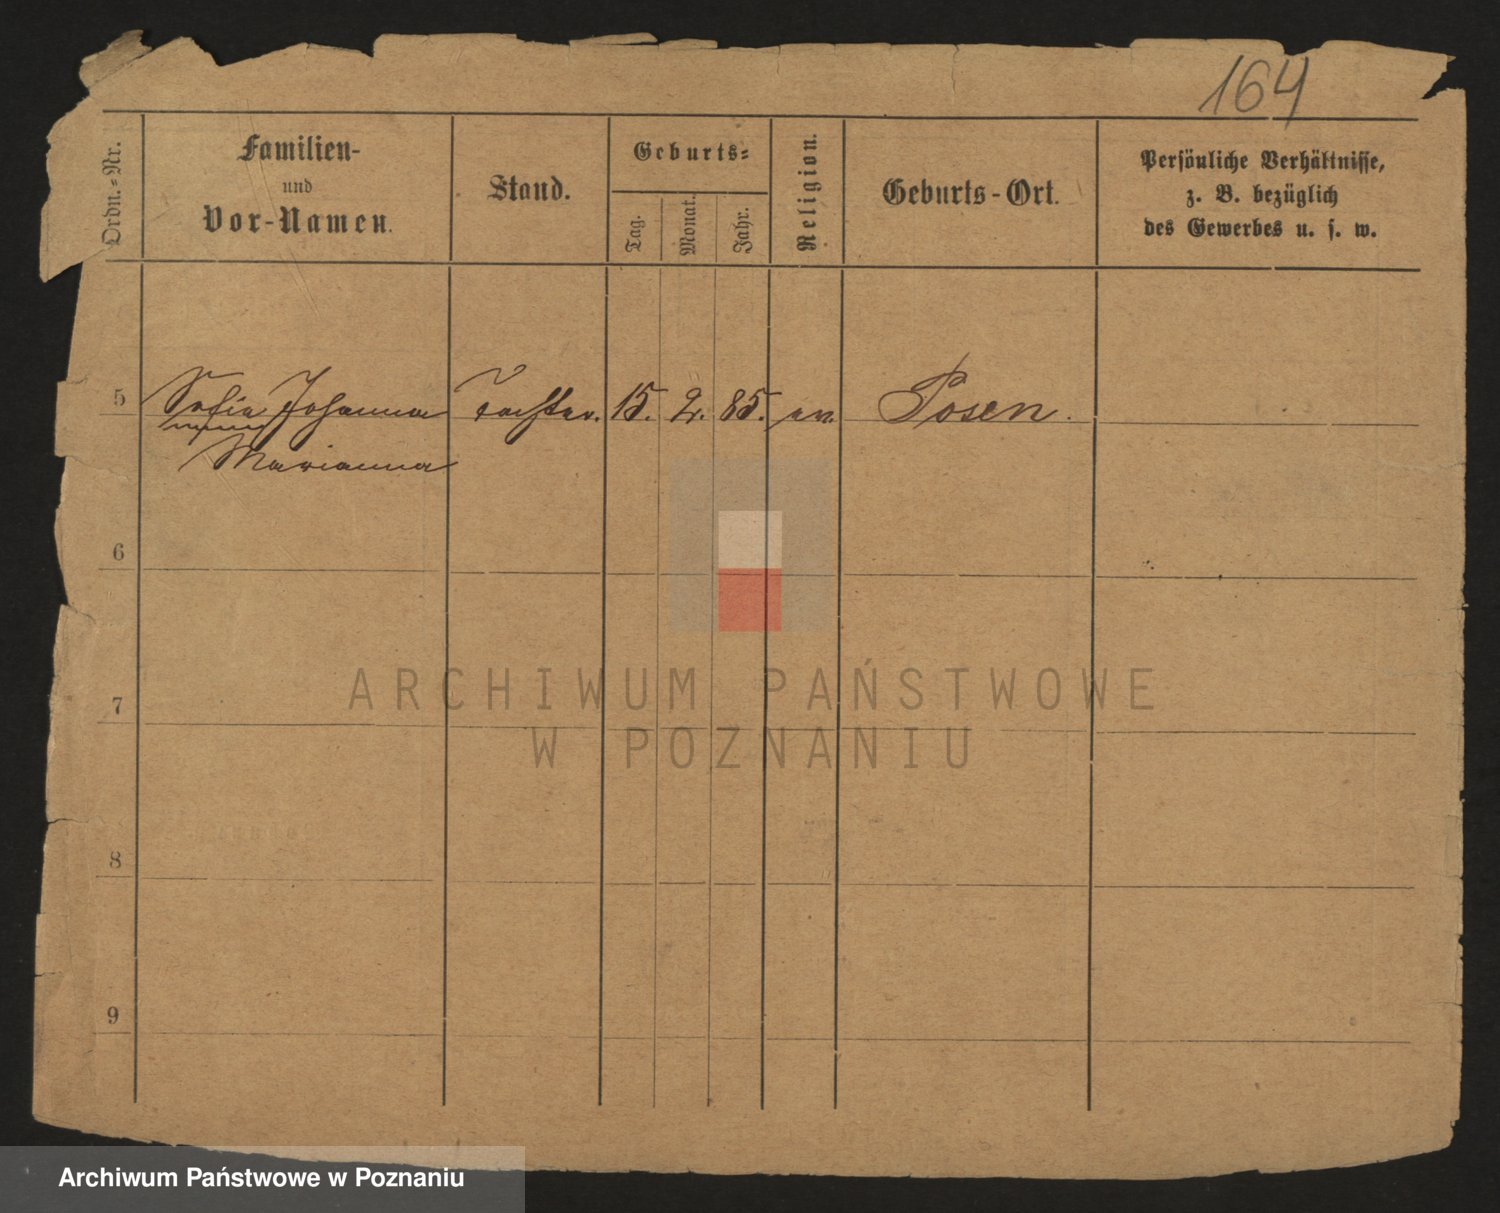 164
Ordn.-Nr.
Familien-
und
Vor-Namen.
Stand.
Geburts-
Tag.
Monat.
Jahr.
Religion.
Geburts-Ort.
Persönliche Verhältnisse,
z. B. bezüglich
des Gewerbes u. s. w.
5 Sofie Johanna Tochter. 15. 2. 85. ev. Posen.
Marianna
6
7
8
9
ARCHIWUM PAŃSTWOWE
W POZNANIU
Archiwum Państwowe w Poznaniu